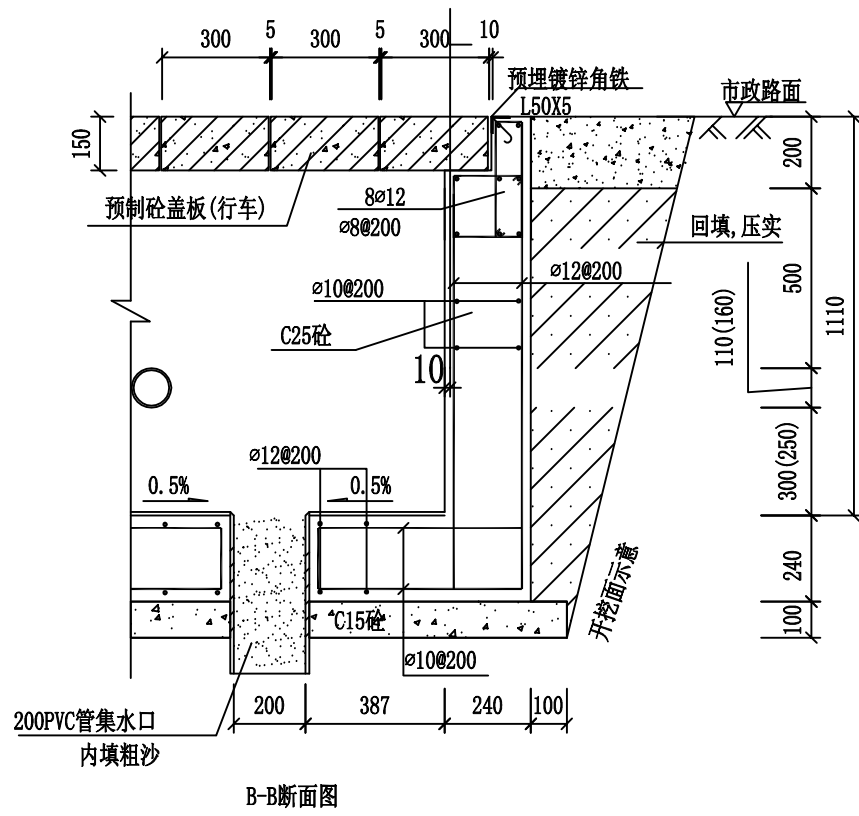 300
5
300
5
300
10
预埋镀锌角铁
L50X5
市政路面
150
200
预制砼盖板(行车)
8⌀12
⌀8@200
回填,压实
⌀10@200
⌀12@200
500
110(160)
1110
C25砼
10
⌀12@200
0.5%
0.5%
300(250)
240
开挖面示意
C15砼
100
⌀10@200
200PVC管集水口
内填粗沙
200
387
240
100
B-B断面图